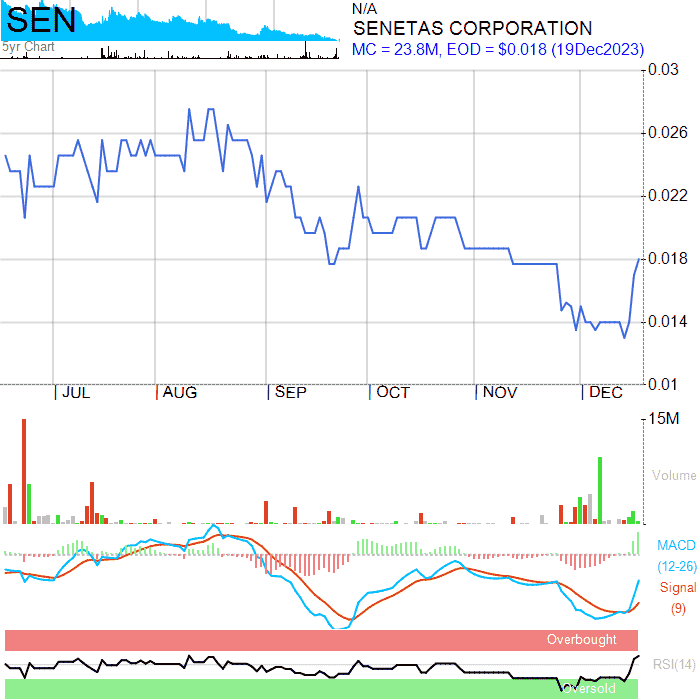 SEN
5yr Chart
N/A
SENETAS CORPORATION
MC = 23.8M, EOD = $0.018 (19Dec2023)
0.03
0.026
0.022
0.018
0.014
0.01
JUL AUG SEP OCT NOV DEC
15M
Volume
MACD
(12-26)
Signal
(9)
Overbought
RSI(14)
Oversold